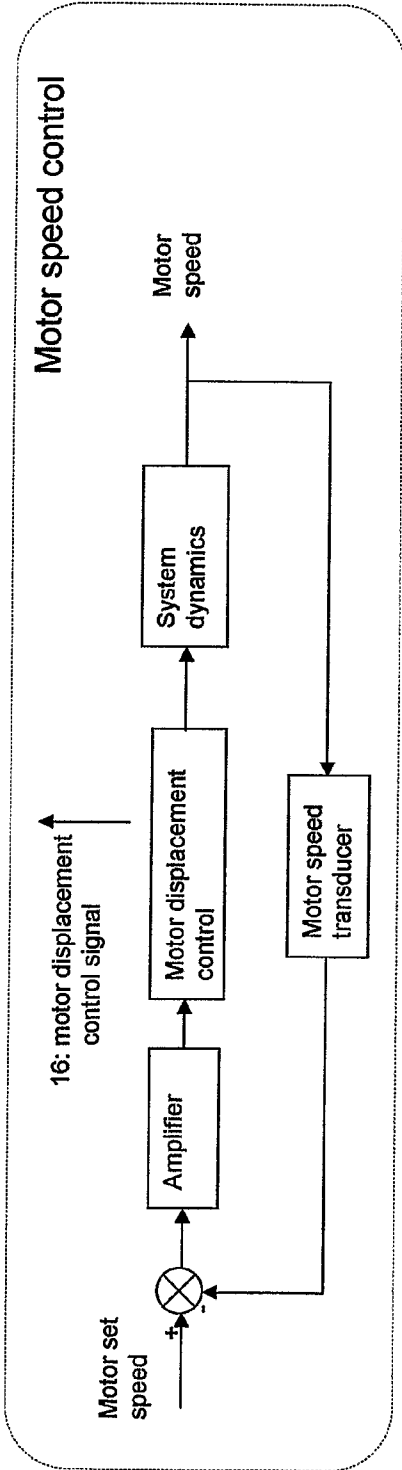 Motor speed control
16: motor displacement
control signal
Motor set
speed
+
-
Amplifier
Motor displacement
control
System
dynamics
Motor
speed
Motor speed
transducer